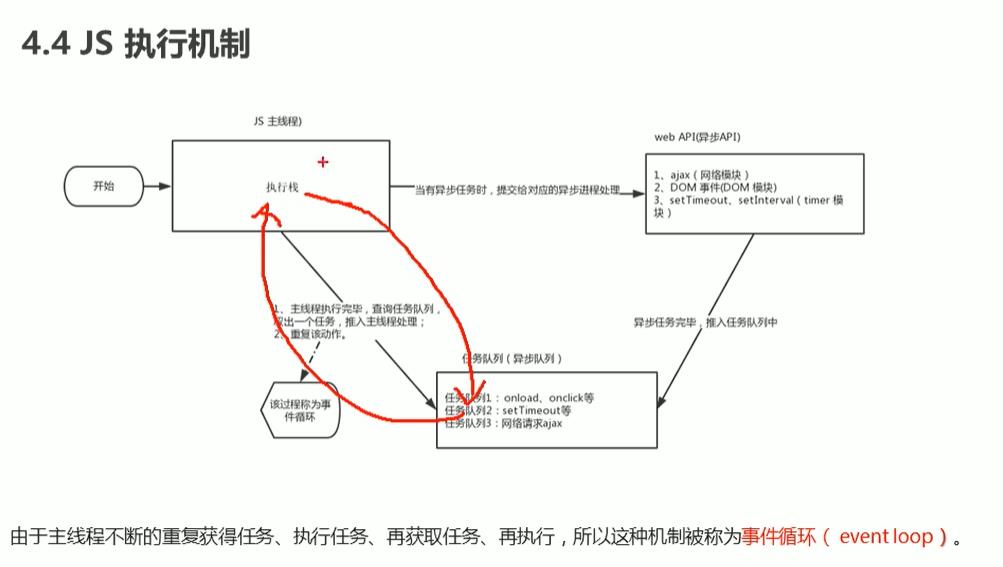 4.4 JS 执行机制
JS 主线程)
web API(异步API)
开始
执行栈
当有异步任务时，提交给对应的异步进程处理
1、ajax（网络模块）
2、DOM 事件(DOM 模块)
3、setTimeout、setInterval（timer 模
块）
1、主线程执行完毕，查询任务队列，
取出一个任务，推入主线程处理；
2、重复该动作。
异步任务完毕，推入任务队列中
任务队列（异步队列）
该过程称为事
件循环
任务队列1：onload、onclick等
任务队列2：setTimeout等
任务队列3：网络请求ajax
由于主线程不断的重复获得任务、执行任务、再获取任务、再执行，所以这种机制被称为事件循环（ event loop）。